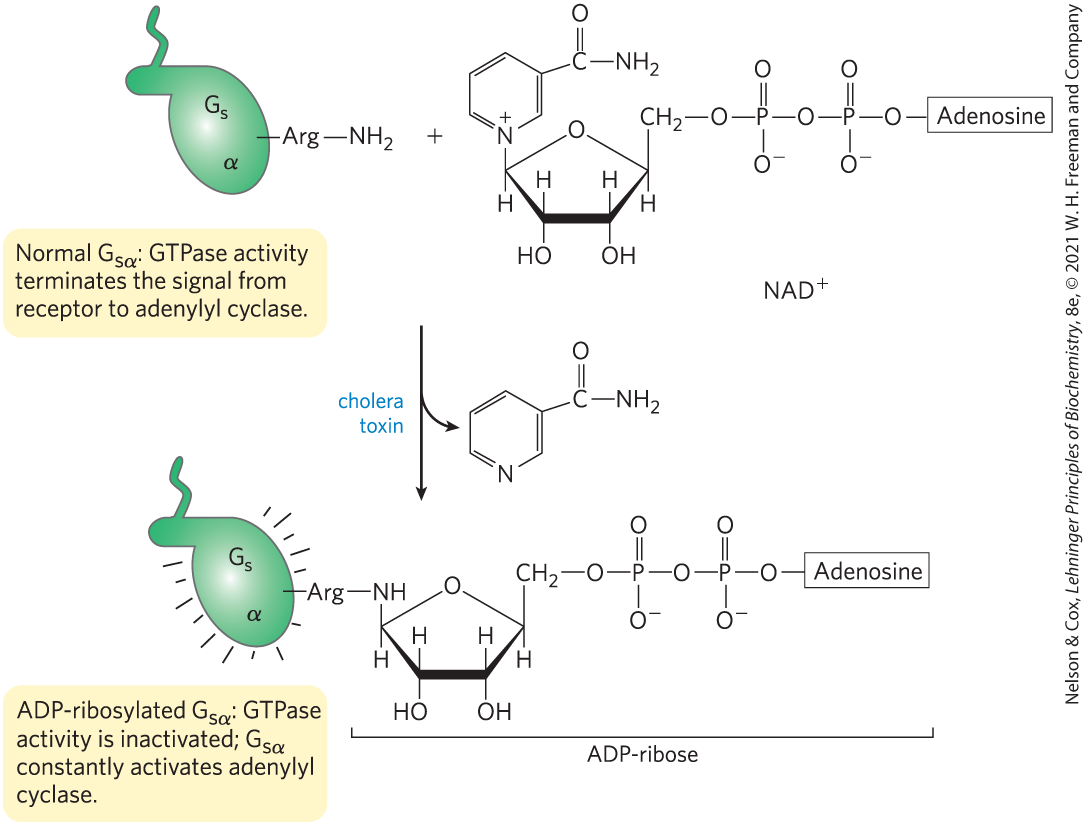 O
C—NH₂
N⁺
Gₛ
α
Arg—NH₂
+
O
H
H
H
H
HO
OH
CH₂—O—P—O—P—O—Adenosine
O
O
O⁻
O⁻
NAD⁺
Normal Gₛα: GTPase activity
terminates the signal from
receptor to adenylyl cyclase.
cholera
toxin
O
C—NH₂
N
Gₛ
α
Arg—NH
O
H
H
H
H
HO
OH
CH₂—O—P—O—P—O—Adenosine
O
O
O⁻
O⁻
ADP-ribosylated Gₛα: GTPase
activity is inactivated; Gₛα
constantly activates adenylyl
cyclase.
ADP-ribose
Nelson & Cox, Lehninger Principles of Biochemistry, 8e, © 2021 W. H. Freeman and Company